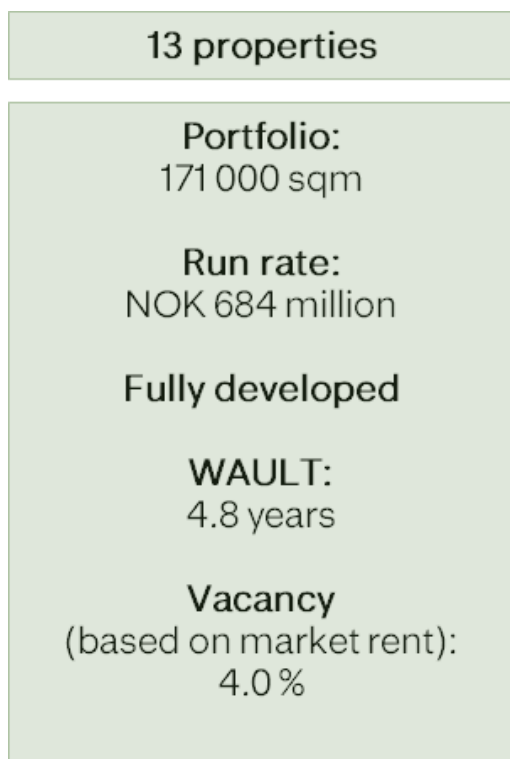 13 properties
Portfolio:
171 000 sqm
Run rate:
NOK 684 million
Fully developed
WAULT:
4.8 years
Vacancy
(based on market rent):
4.0 %